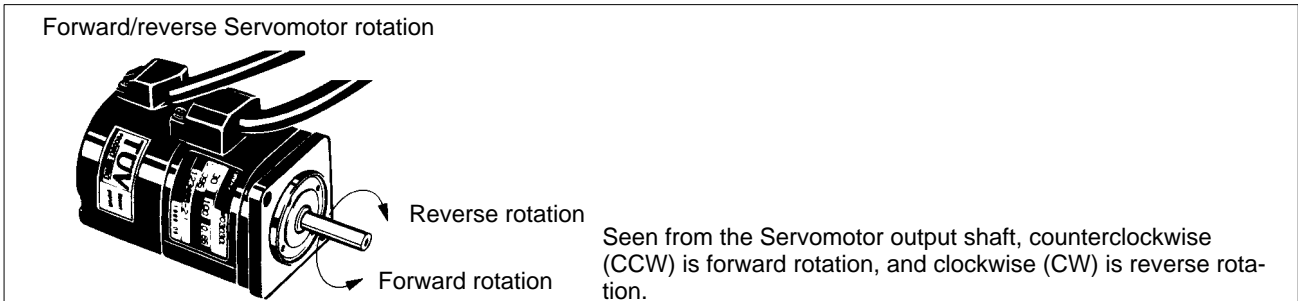 Forward/reverse Servomotor rotation
TÜV
Reverse rotation
Forward rotation
Seen from the Servomotor output shaft, counterclockwise
(CCW) is forward rotation, and clockwise (CW) is reverse rota-
tion.